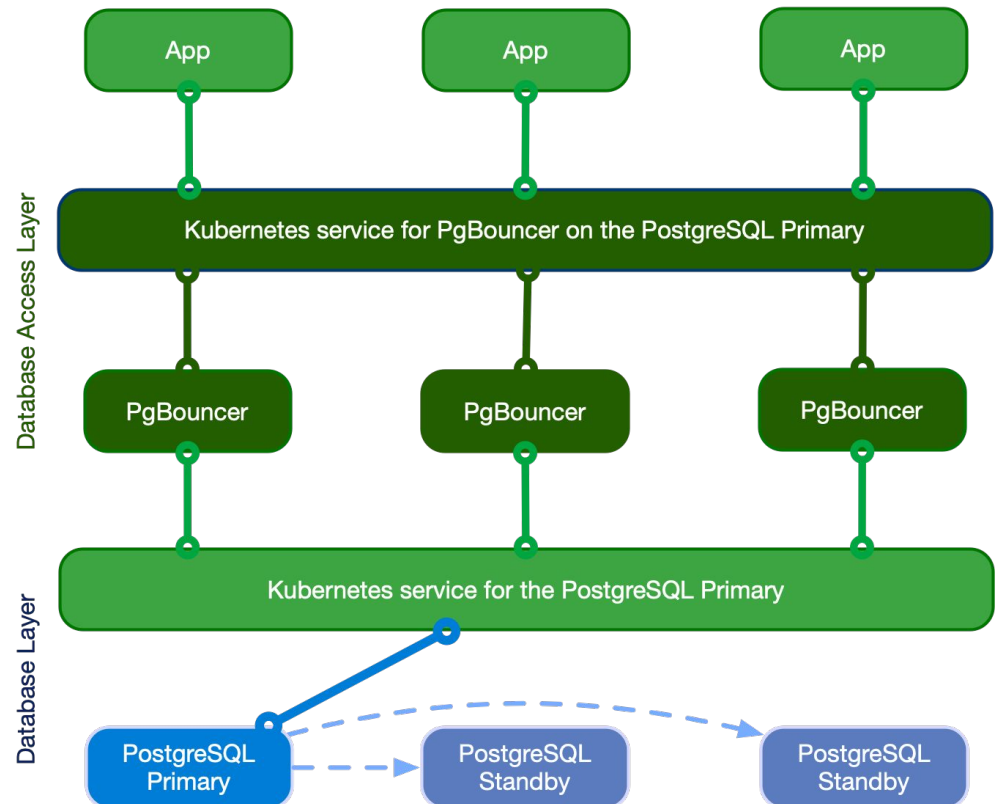 App
App
App
Database Access Layer
Kubernetes service for PgBouncer on the PostgreSQL Primary
PgBouncer
PgBouncer
PgBouncer
Database Layer
Kubernetes service for the PostgreSQL Primary
PostgreSQL
Primary
PostgreSQL
Standby
PostgreSQL
Standby